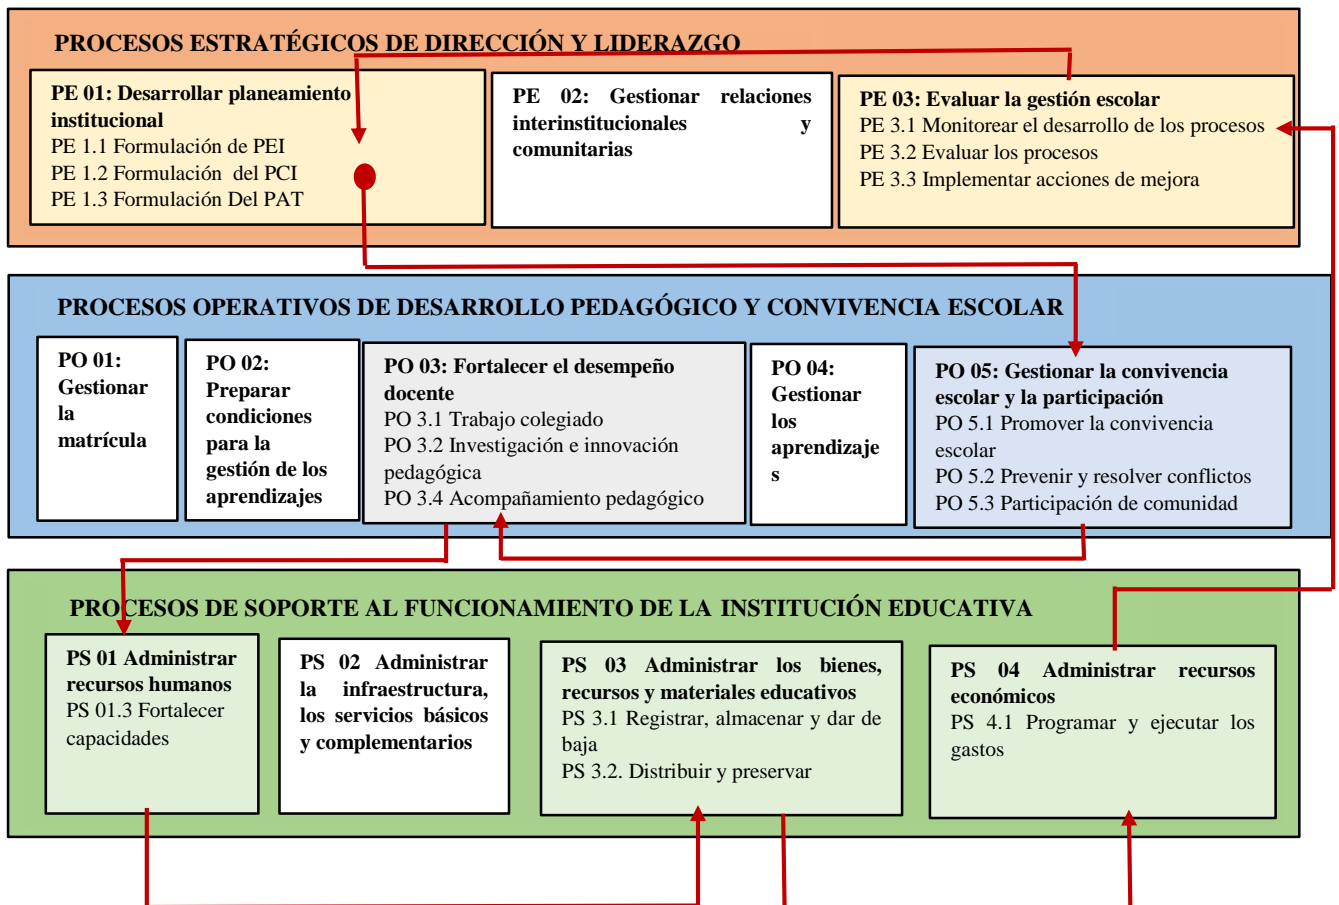 PROCESOS ESTRATÉGICOS DE DIRECCIÓN Y LIDERAZGO
PE 01: Desarrollar planeamiento
institucional
PE 1.1 Formulación de PEI
PE 1.2 Formulación del PCI
PE 1.3 Formulación Del PAT
PE 02: Gestionar relaciones
interinstitucionales y
comunitarias
PE 03: Evaluar la gestión escolar
PE 3.1 Monitorear el desarrollo de los procesos
PE 3.2 Evaluar los procesos
PE 3.3 Implementar acciones de mejora
PROCESOS OPERATIVOS DE DESARROLLO PEDAGÓGICO Y CONVIVENCIA ESCOLAR
PO 01:
Gestionar
la
matrícula
PO 02:
Preparar
condiciones
para la
gestión de los
aprendizajes
PO 03: Fortalecer el desempeño
docente
PO 3.1 Trabajo colegiado
PO 3.2 Investigación e innovación
pedagógica
PO 3.4 Acompañamiento pedagógico
PO 04:
Gestionar
los
aprendizaje
s
PO 05: Gestionar la convivencia
escolar y la participación
PO 5.1 Promover la convivencia
escolar
PO 5.2 Prevenir y resolver conflictos
PO 5.3 Participación de comunidad
PROCESOS DE SOPORTE AL FUNCIONAMIENTO DE LA INSTITUCIÓN EDUCATIVA
PS 01 Administrar
recursos humanos
PS 01.3 Fortalecer
capacidades
PS 02 Administrar
la infraestructura,
los servicios básicos
y complementarios
PS 03 Administrar los bienes,
recursos y materiales educativos
PS 3.1 Registrar, almacenar y dar de
baja
PS 3.2. Distribuir y preservar
PS 04 Administrar recursos
económicos
PS 4.1 Programar y ejecutar los
gastos